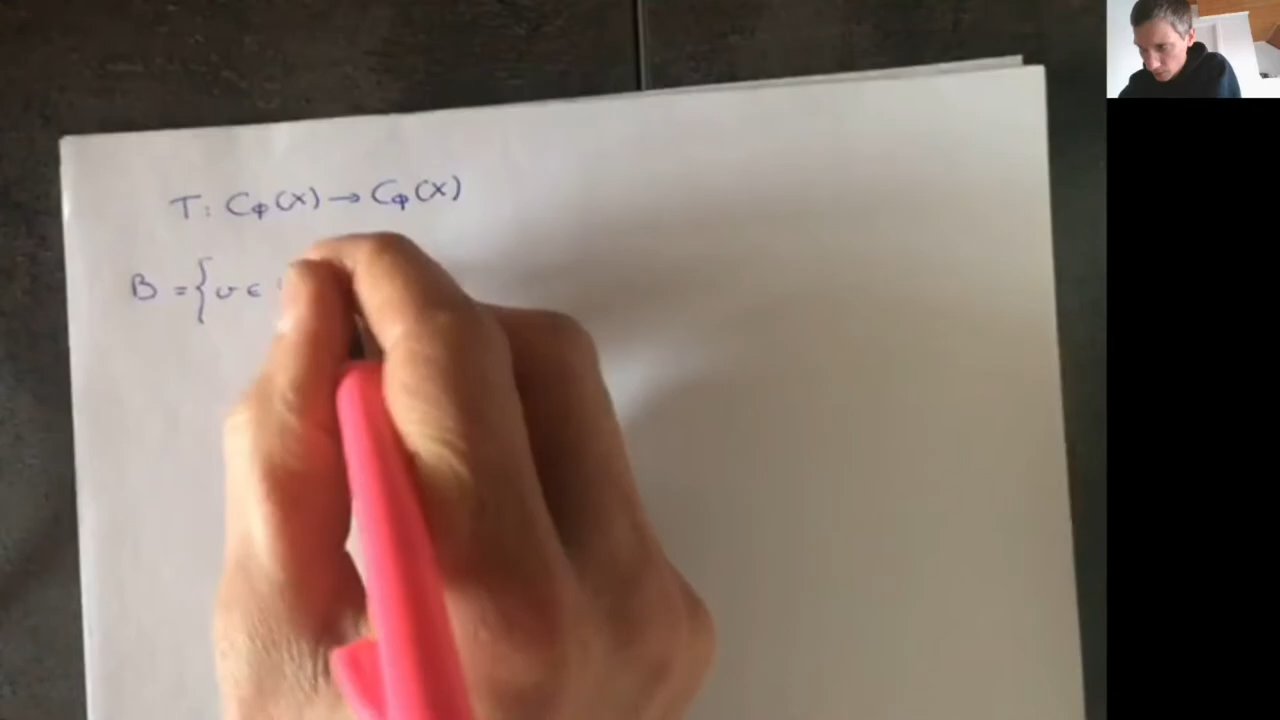 T: Cφ(X) → Cφ(X)
B = { v ∈